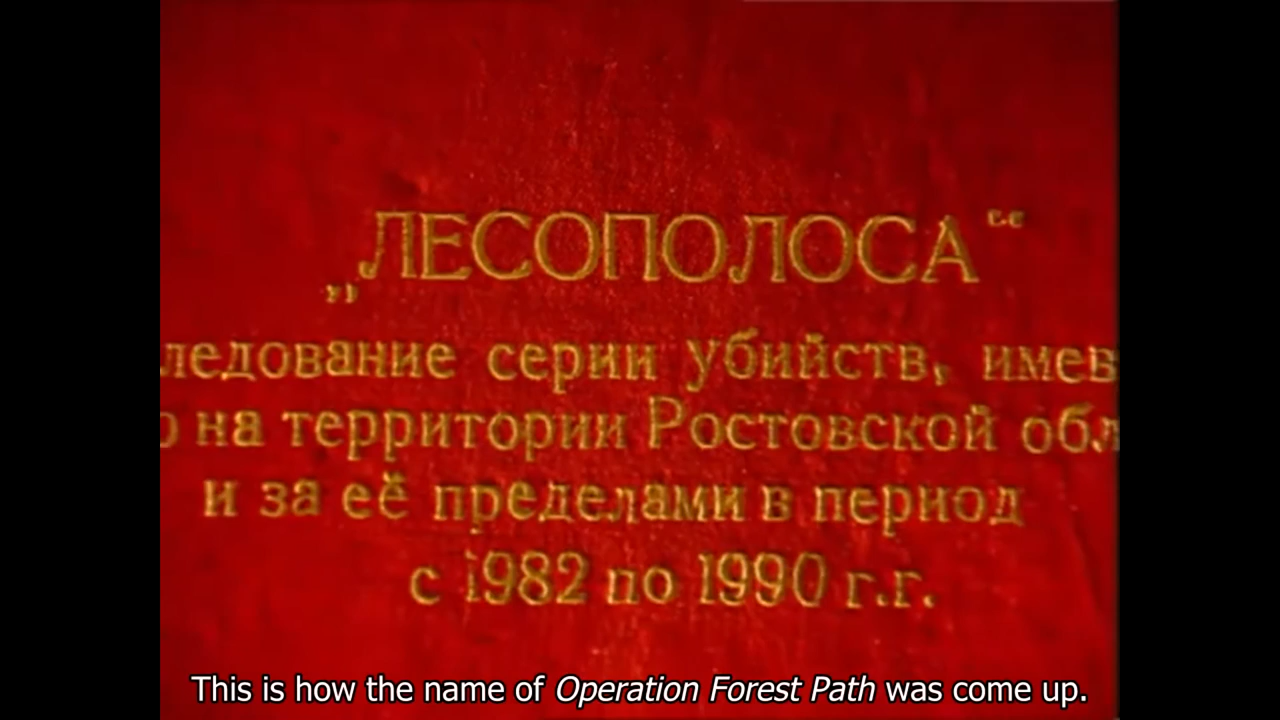 „ЛЕСОПОЛОСА“
ледование серии убийств, имев
о на территории Ростовской обл
и за её пределами в период
с 1982 по 1990 г.г.
This is how the name of Operation Forest Path was come up.